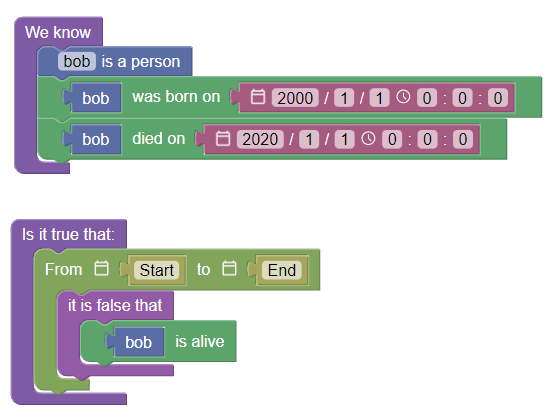 We know
bob is a person
bob was born on 2000 / 1 / 1 0 : 0 : 0
bob died on 2020 / 1 / 1 0 : 0 : 0
Is it true that:
From Start to End
it is false that
bob is alive